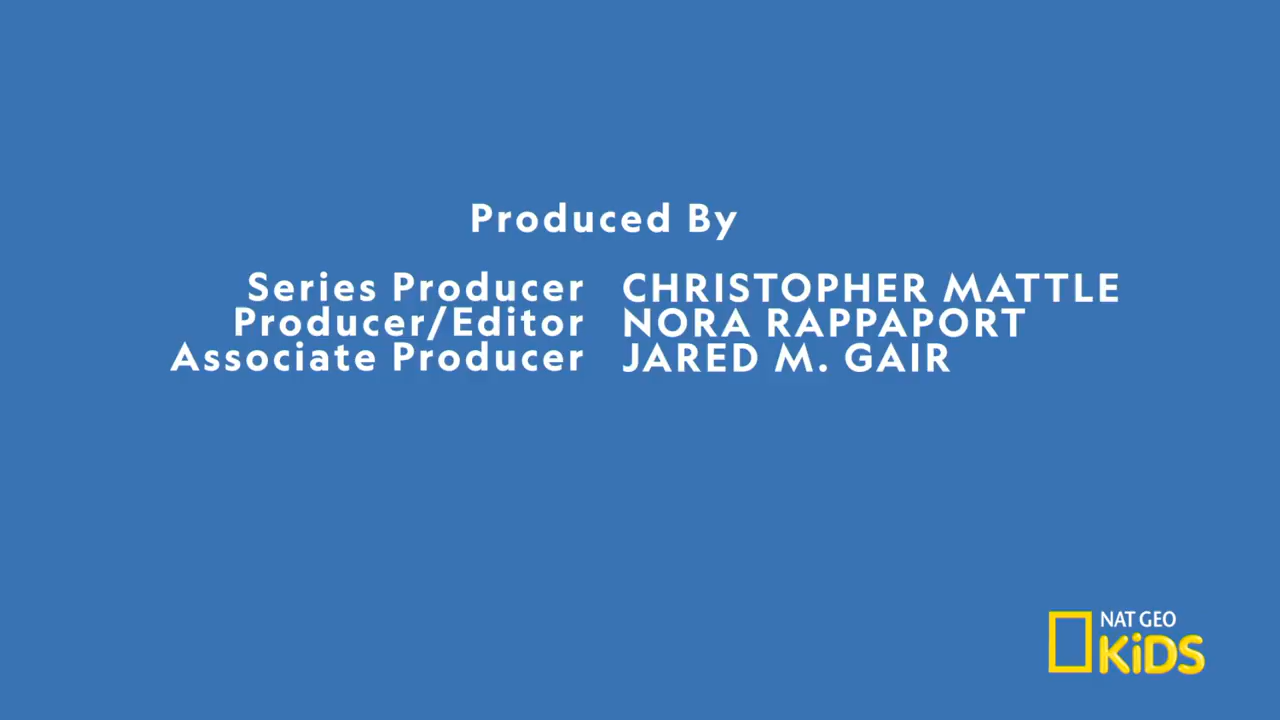 Produced By
Series Producer CHRISTOPHER MATTLE
Producer/Editor NORA RAPPAPORT
Associate Producer JARED M. GAIR
NAT GEO
KiDS